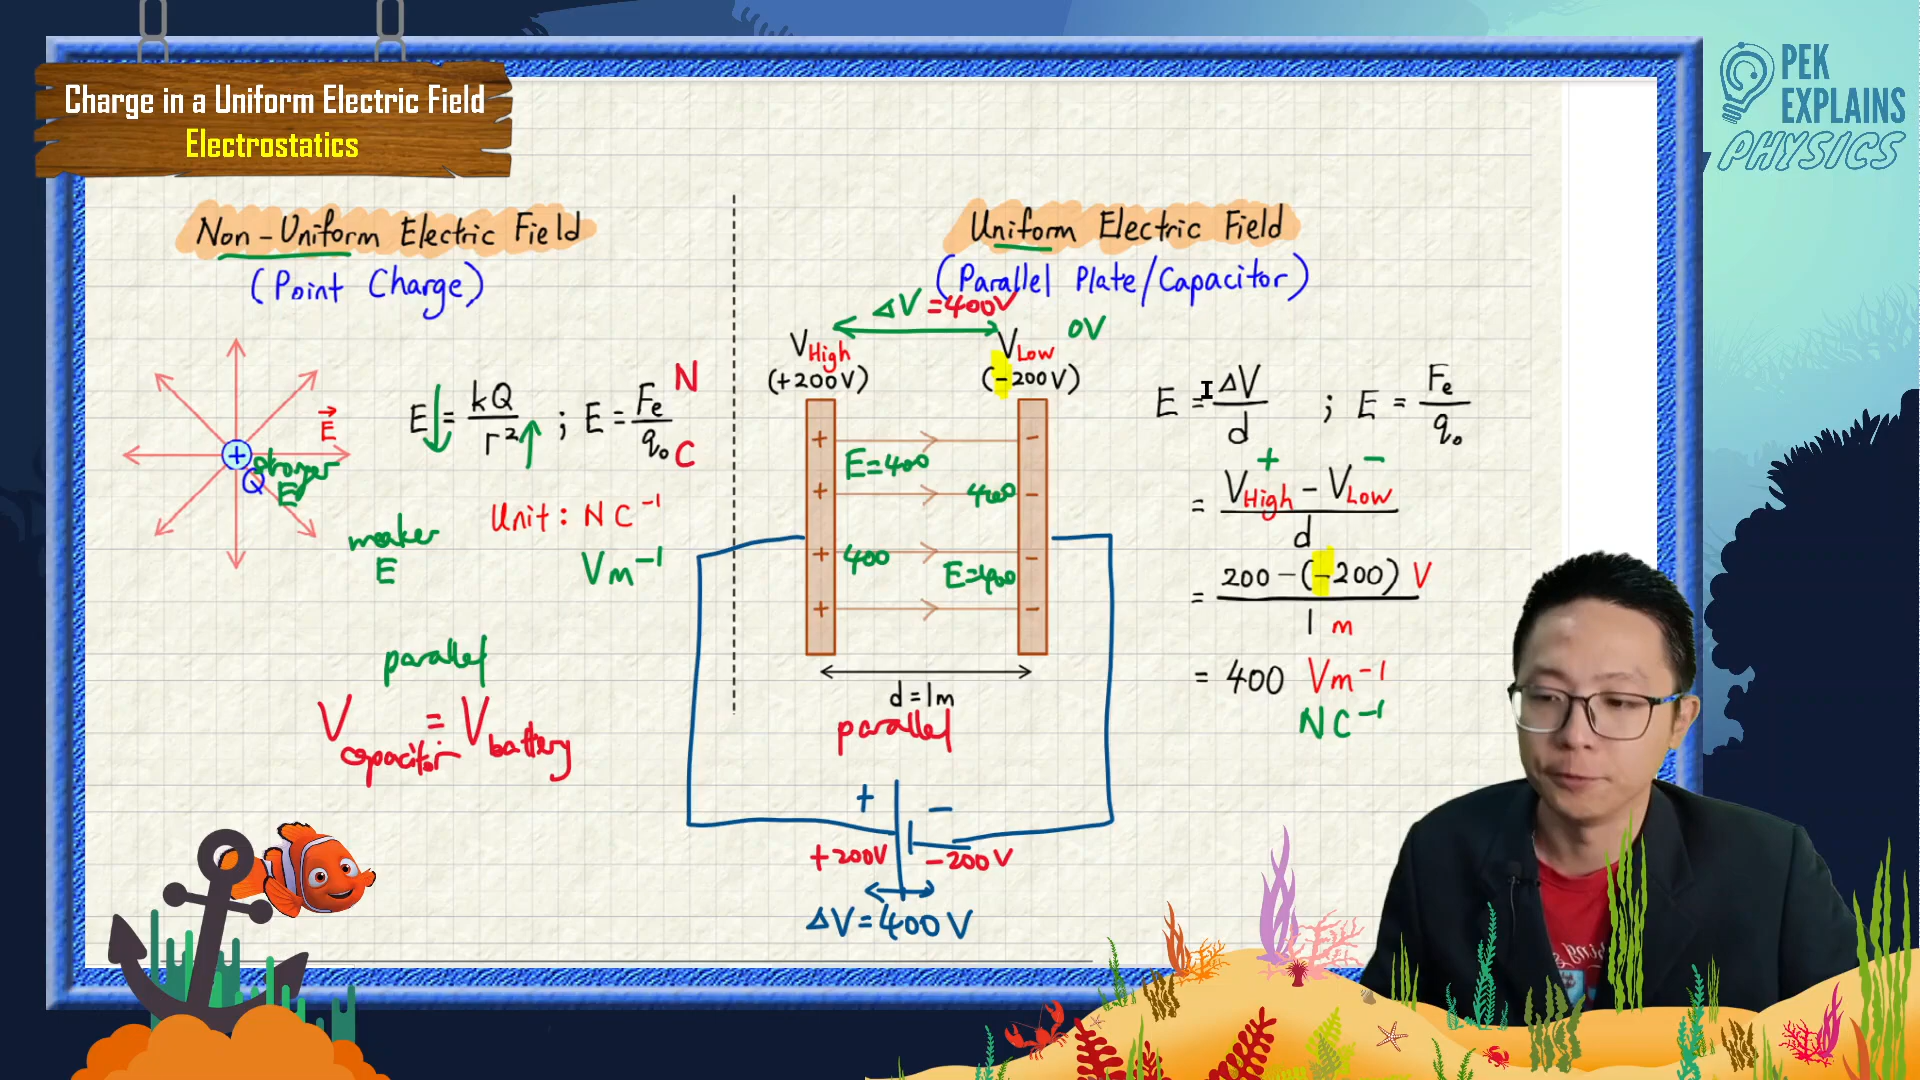 Charge in a Uniform Electric Field
Electrostatics
PEK
EXPLAINS
PHYSICS
Non-Uniform Electric Field
(Point Charge)
E
+
Q
stronger
E
weaker
E
E = kQ / r² ; E = Fe / q₀
N
C
Unit : N C⁻¹
V m⁻¹
parallel
V capacitor = V battery
Uniform Electric Field
(Parallel Plate/Capacitor)
ΔV = 400V
0V
V High
(+200V)
V Low
(-200V)
E=400
400
400
E=400
d = 1m
parallel
+ -
+200V -200V
ΔV = 400 V
E = ΔV / d ; E = Fe / q₀
+ -
= V High - V Low / d
= 200 - (-200) V / 1 m
= 400 Vm⁻¹
N C⁻¹